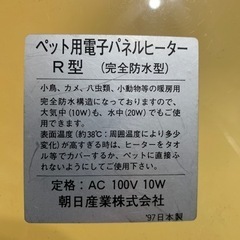 ペット用電子パネルヒーター
R型 (完全防水型)
小鳥、カメ、八虫類、小動物等の暖房用
完全防水構造になっておりますので、
大気中(10W)も、水中(20W)でもご使
用下さい。
表面温度(約38℃:周囲温度により多少
変化)が高すぎる時は、ヒーターをタオ
ル等でカバーするか、ペットに直接ふれ
ないようにしてご使用下さい。
定格:AC 100V 10W
朝日産業株式会社
'97日本製